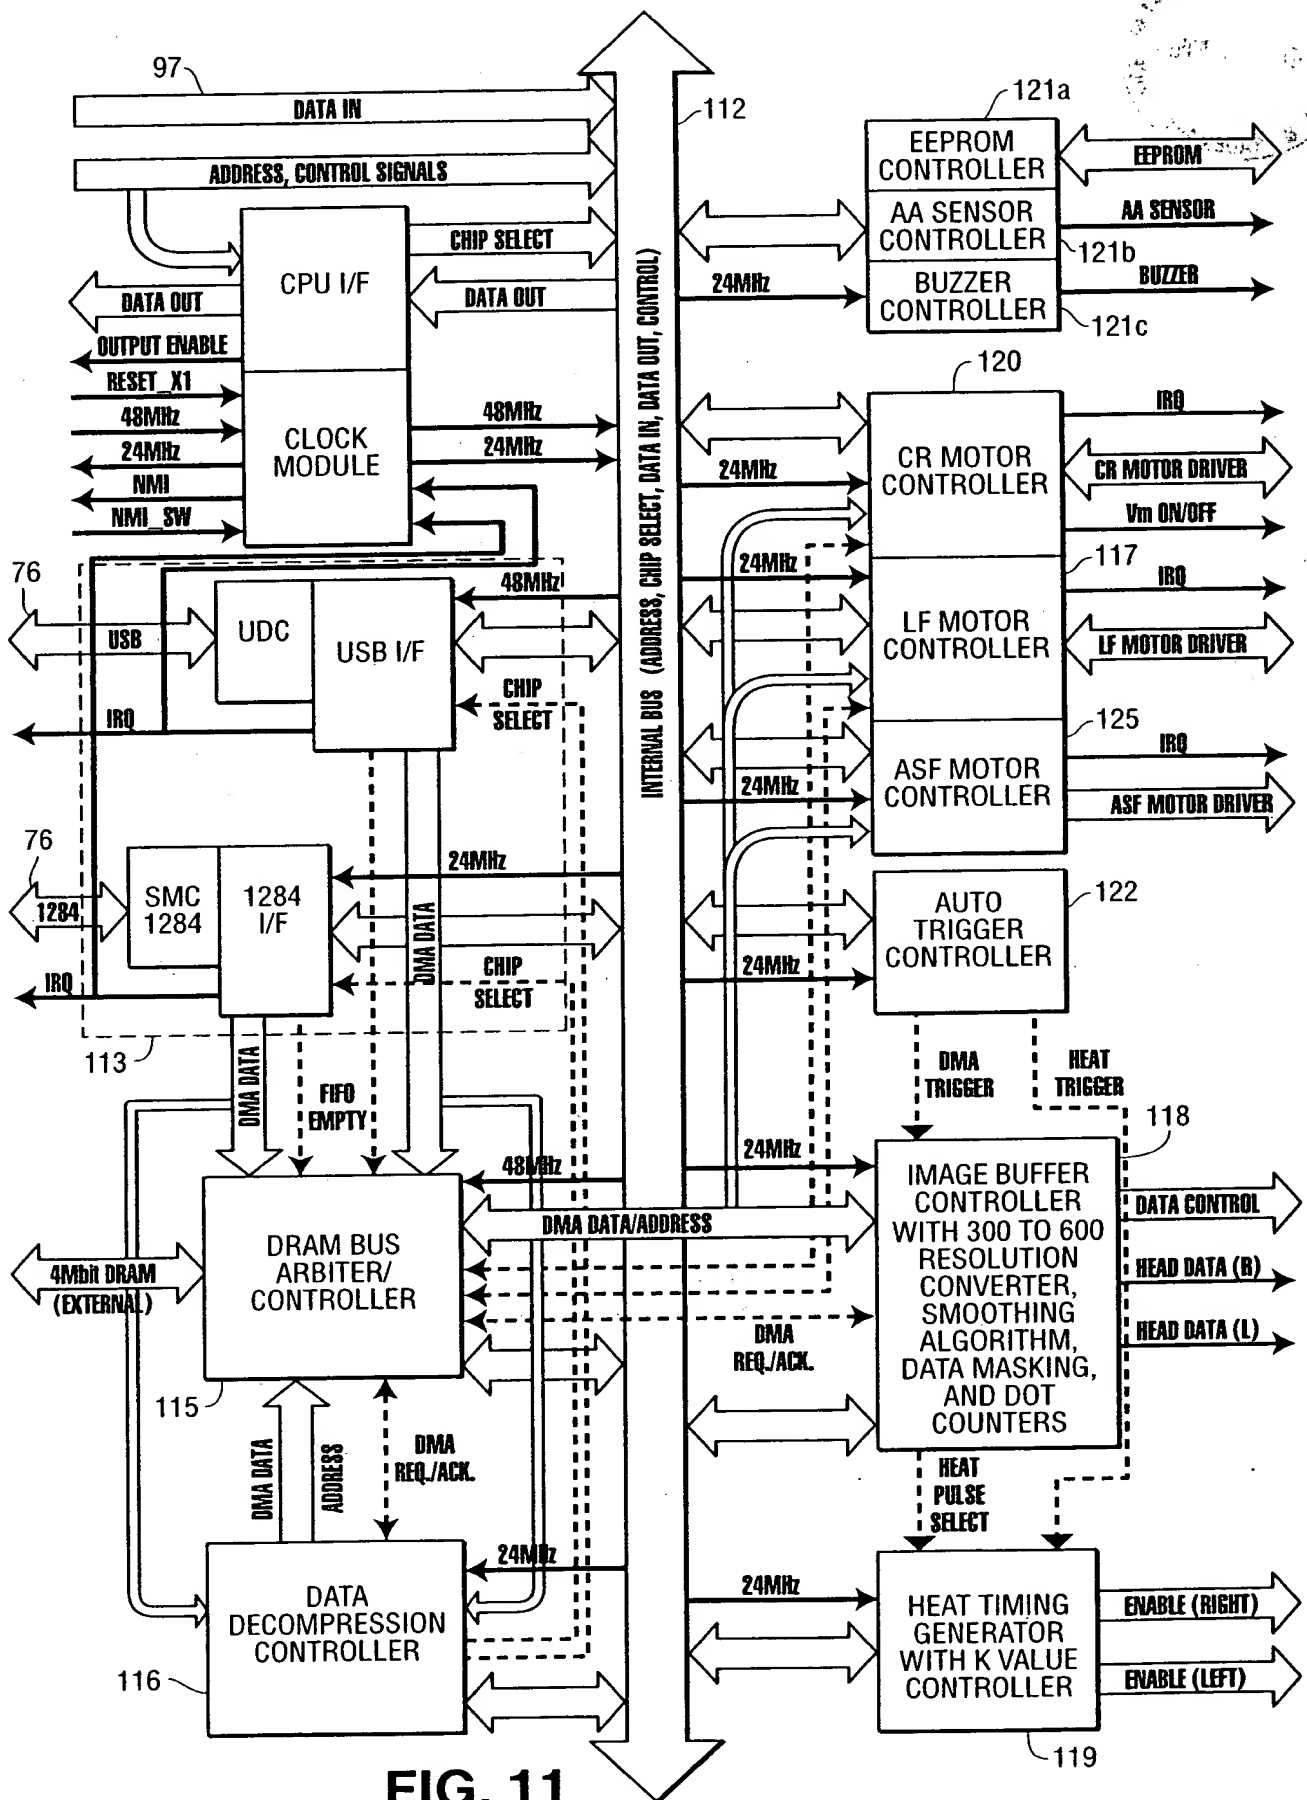 97
DATA IN
ADDRESS, CONTROL SIGNALS
CPU I/F
CHIP SELECT
DATA OUT
DATA OUT
OUTPUT ENABLE
RESET_X1
48MHz
24MHz
NMI
NMI_SW
CLOCK
MODULE
48MHz
24MHz
76
USB
UDC
USB I/F
48MHz
CHIP
SELECT
IRQ
76
1284
SMC
1284
1284
I/F
24MHz
CHIP
SELECT
IRQ
113
DMA DATA
FIFO
EMPTY
DMA DATA
48MHz
DRAM BUS
ARBITER/
CONTROLLER
4Mbit DRAM
(EXTERNAL)
115
DMA DATA
ADDRESS
DMA
REQ./ACK.
24MHz
DATA
DECOMPRESSION
CONTROLLER
116
112
INTERNAL BUS (ADDRESS, CHIP SELECT, DATA IN, DATA OUT, CONTROL)
121a
EEPROM
CONTROLLER
EEPROM
AA SENSOR
CONTROLLER
AA SENSOR
121b
24MHz
BUZZER
CONTROLLER
BUZZER
121c
120
CR MOTOR
CONTROLLER
24MHz
IRQ
CR MOTOR DRIVER
Vm ON/OFF
117
24MHz
LF MOTOR
CONTROLLER
IRQ
LF MOTOR DRIVER
125
ASF MOTOR
CONTROLLER
24MHz
IRQ
ASF MOTOR DRIVER
AUTO
TRIGGER
CONTROLLER
122
24MHz
DMA
TRIGGER
HEAT
TRIGGER
118
24MHz
DMA DATA/ADDRESS
DMA
REQ./ACK.
IMAGE BUFFER
CONTROLLER
WITH 300 TO 600
RESOLUTION
CONVERTER,
SMOOTHING
ALGORITHM,
DATA MASKING,
AND DOT
COUNTERS
DATA CONTROL
HEAD DATA (R)
HEAD DATA (L)
HEAT
PULSE
SELECT
24MHz
HEAT TIMING
GENERATOR
WITH K VALUE
CONTROLLER
ENABLE (RIGHT)
ENABLE (LEFT)
119
FIG. 11